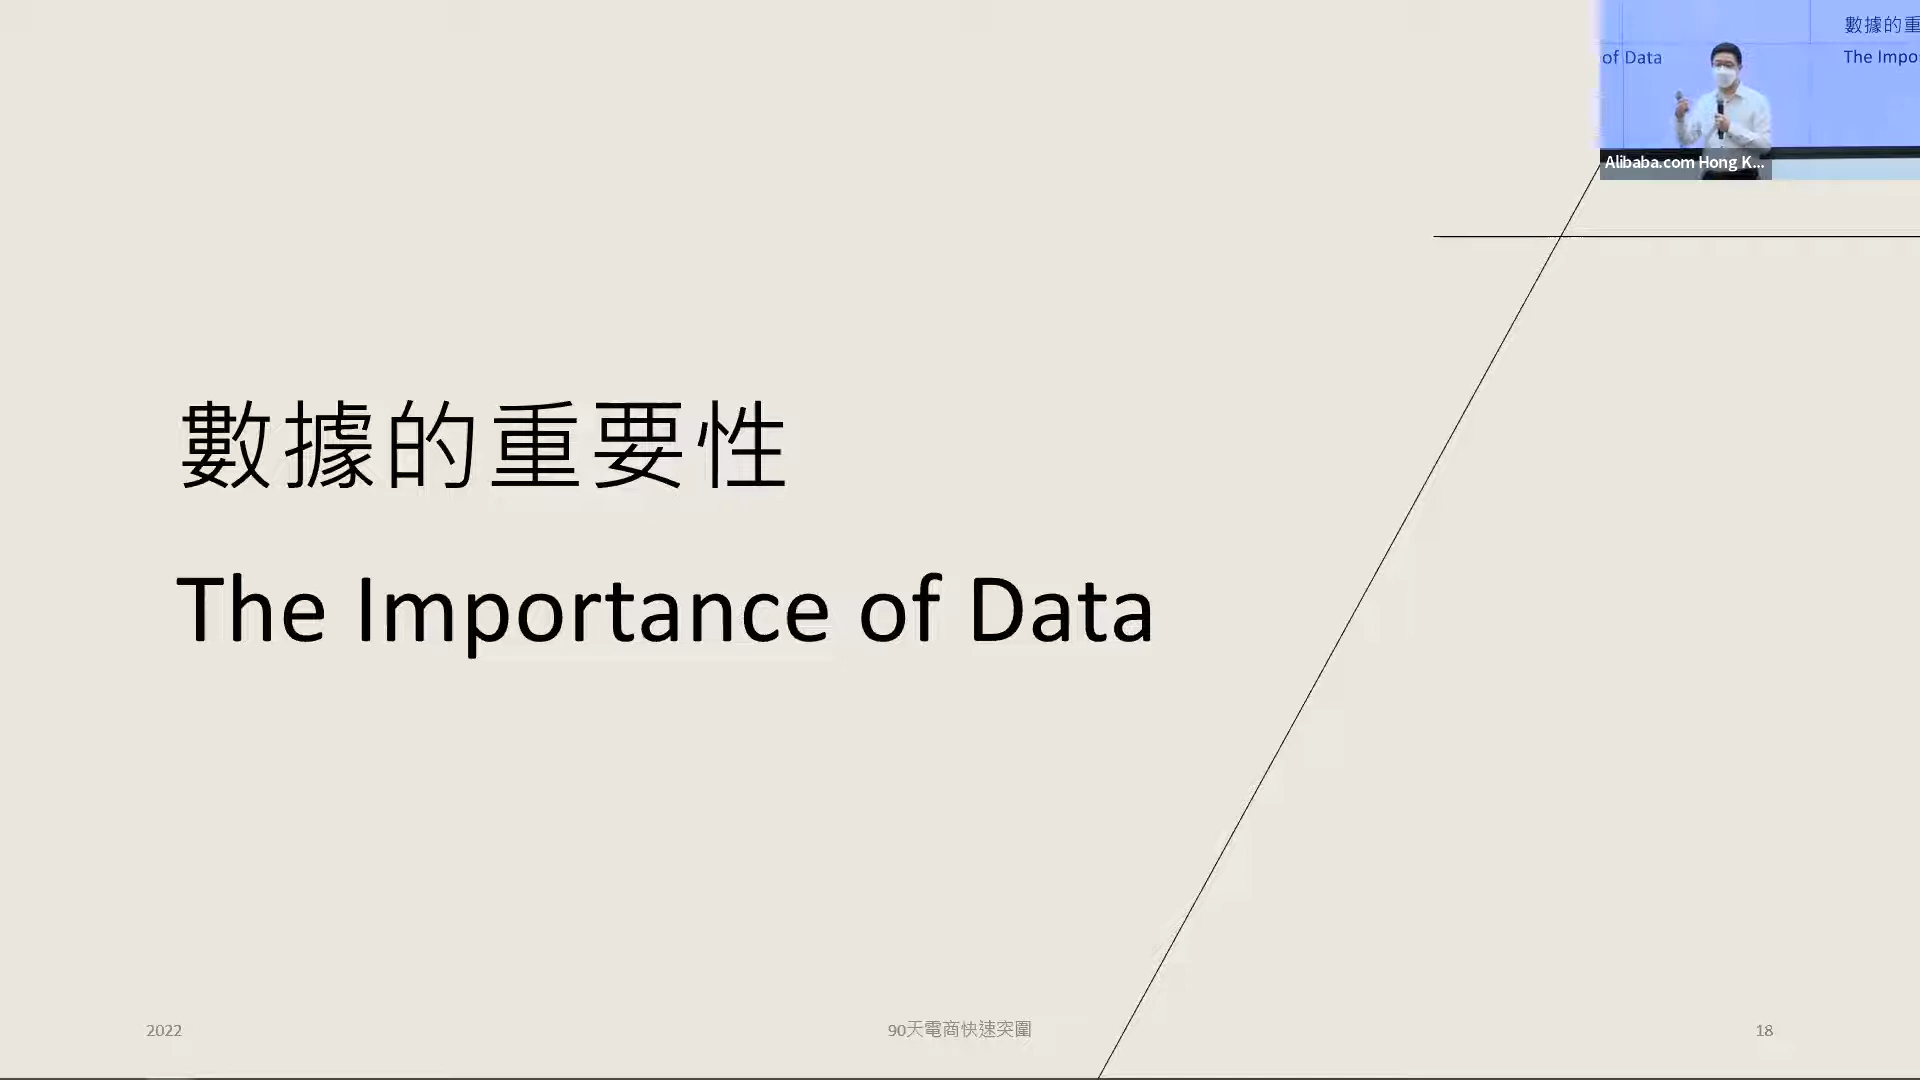 數據的重
of Data
The Impo
Alibaba.com Hong K...
數據的重要性
The Importance of Data
2022
90天電商快速突圍
18